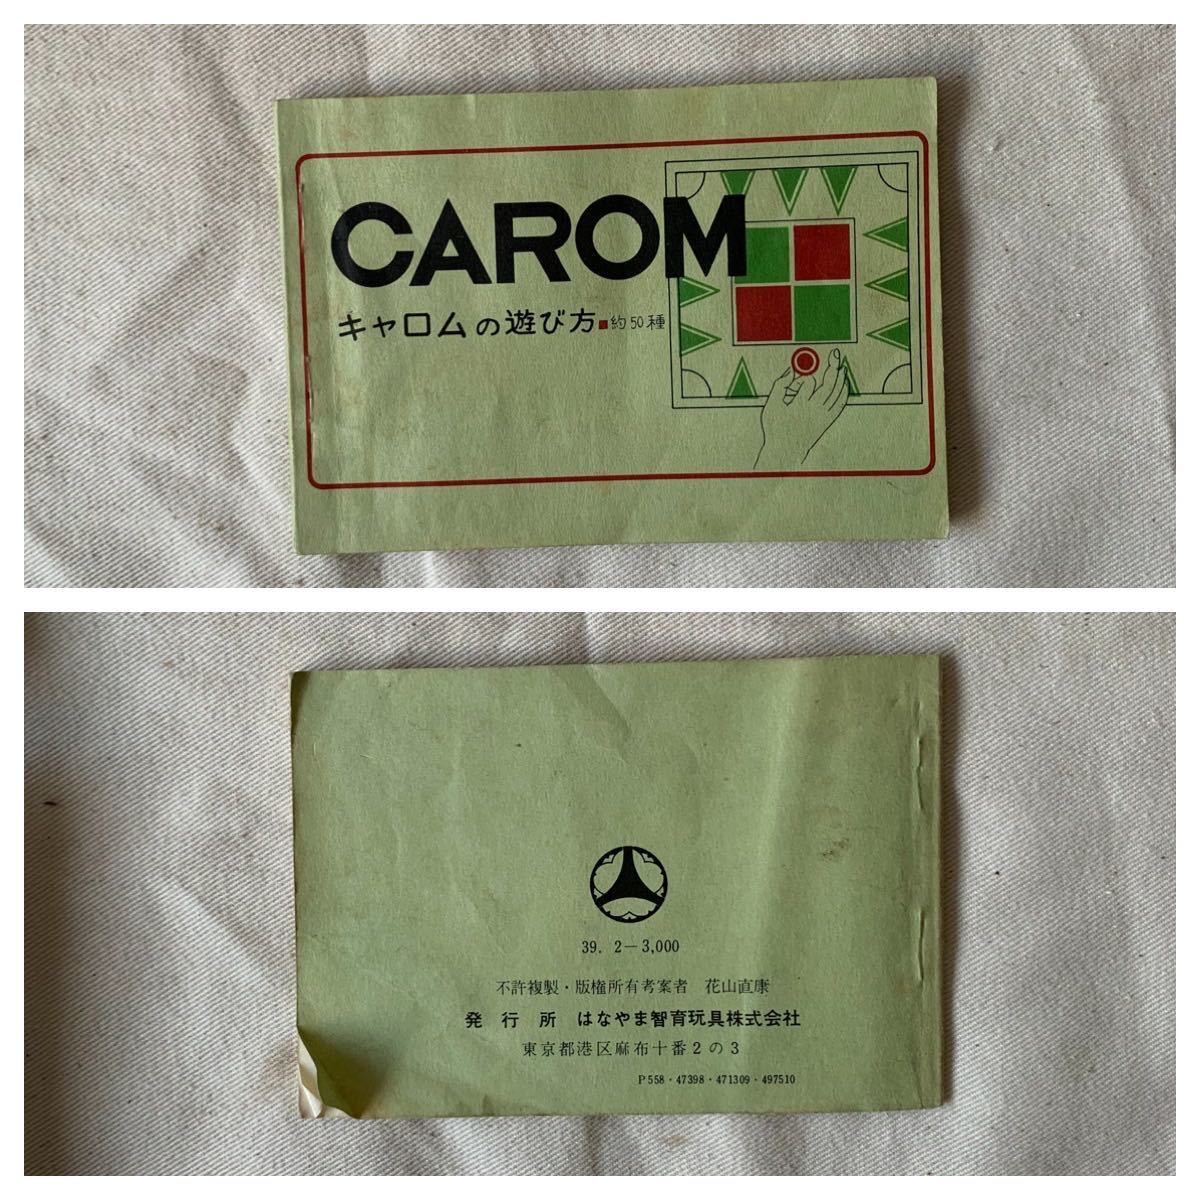 CAROM
キャロムの遊び方■約50種
39. 2―3,000
不許複製・版権所有考案者 花山直康
発行所 はなやま智育玩具株式会社
東京都港区麻布十番2の3
P558・47398・471309・497510